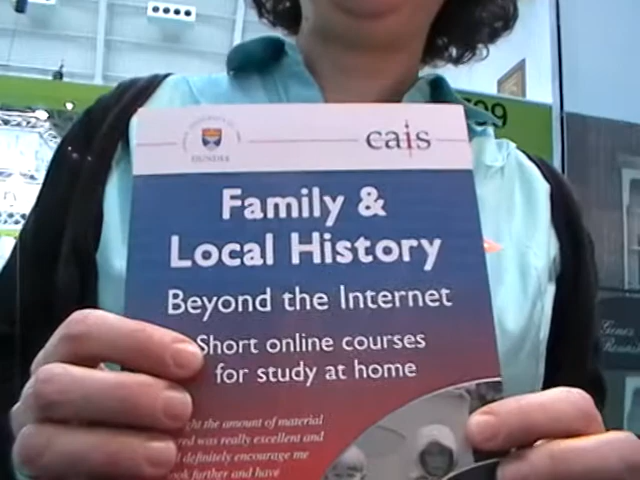 709
DUNDEE
cais
Family &
Local History
Beyond the Internet
Short online courses
for study at home
the amount of material
was really excellent and
definitely encourage me
further and have